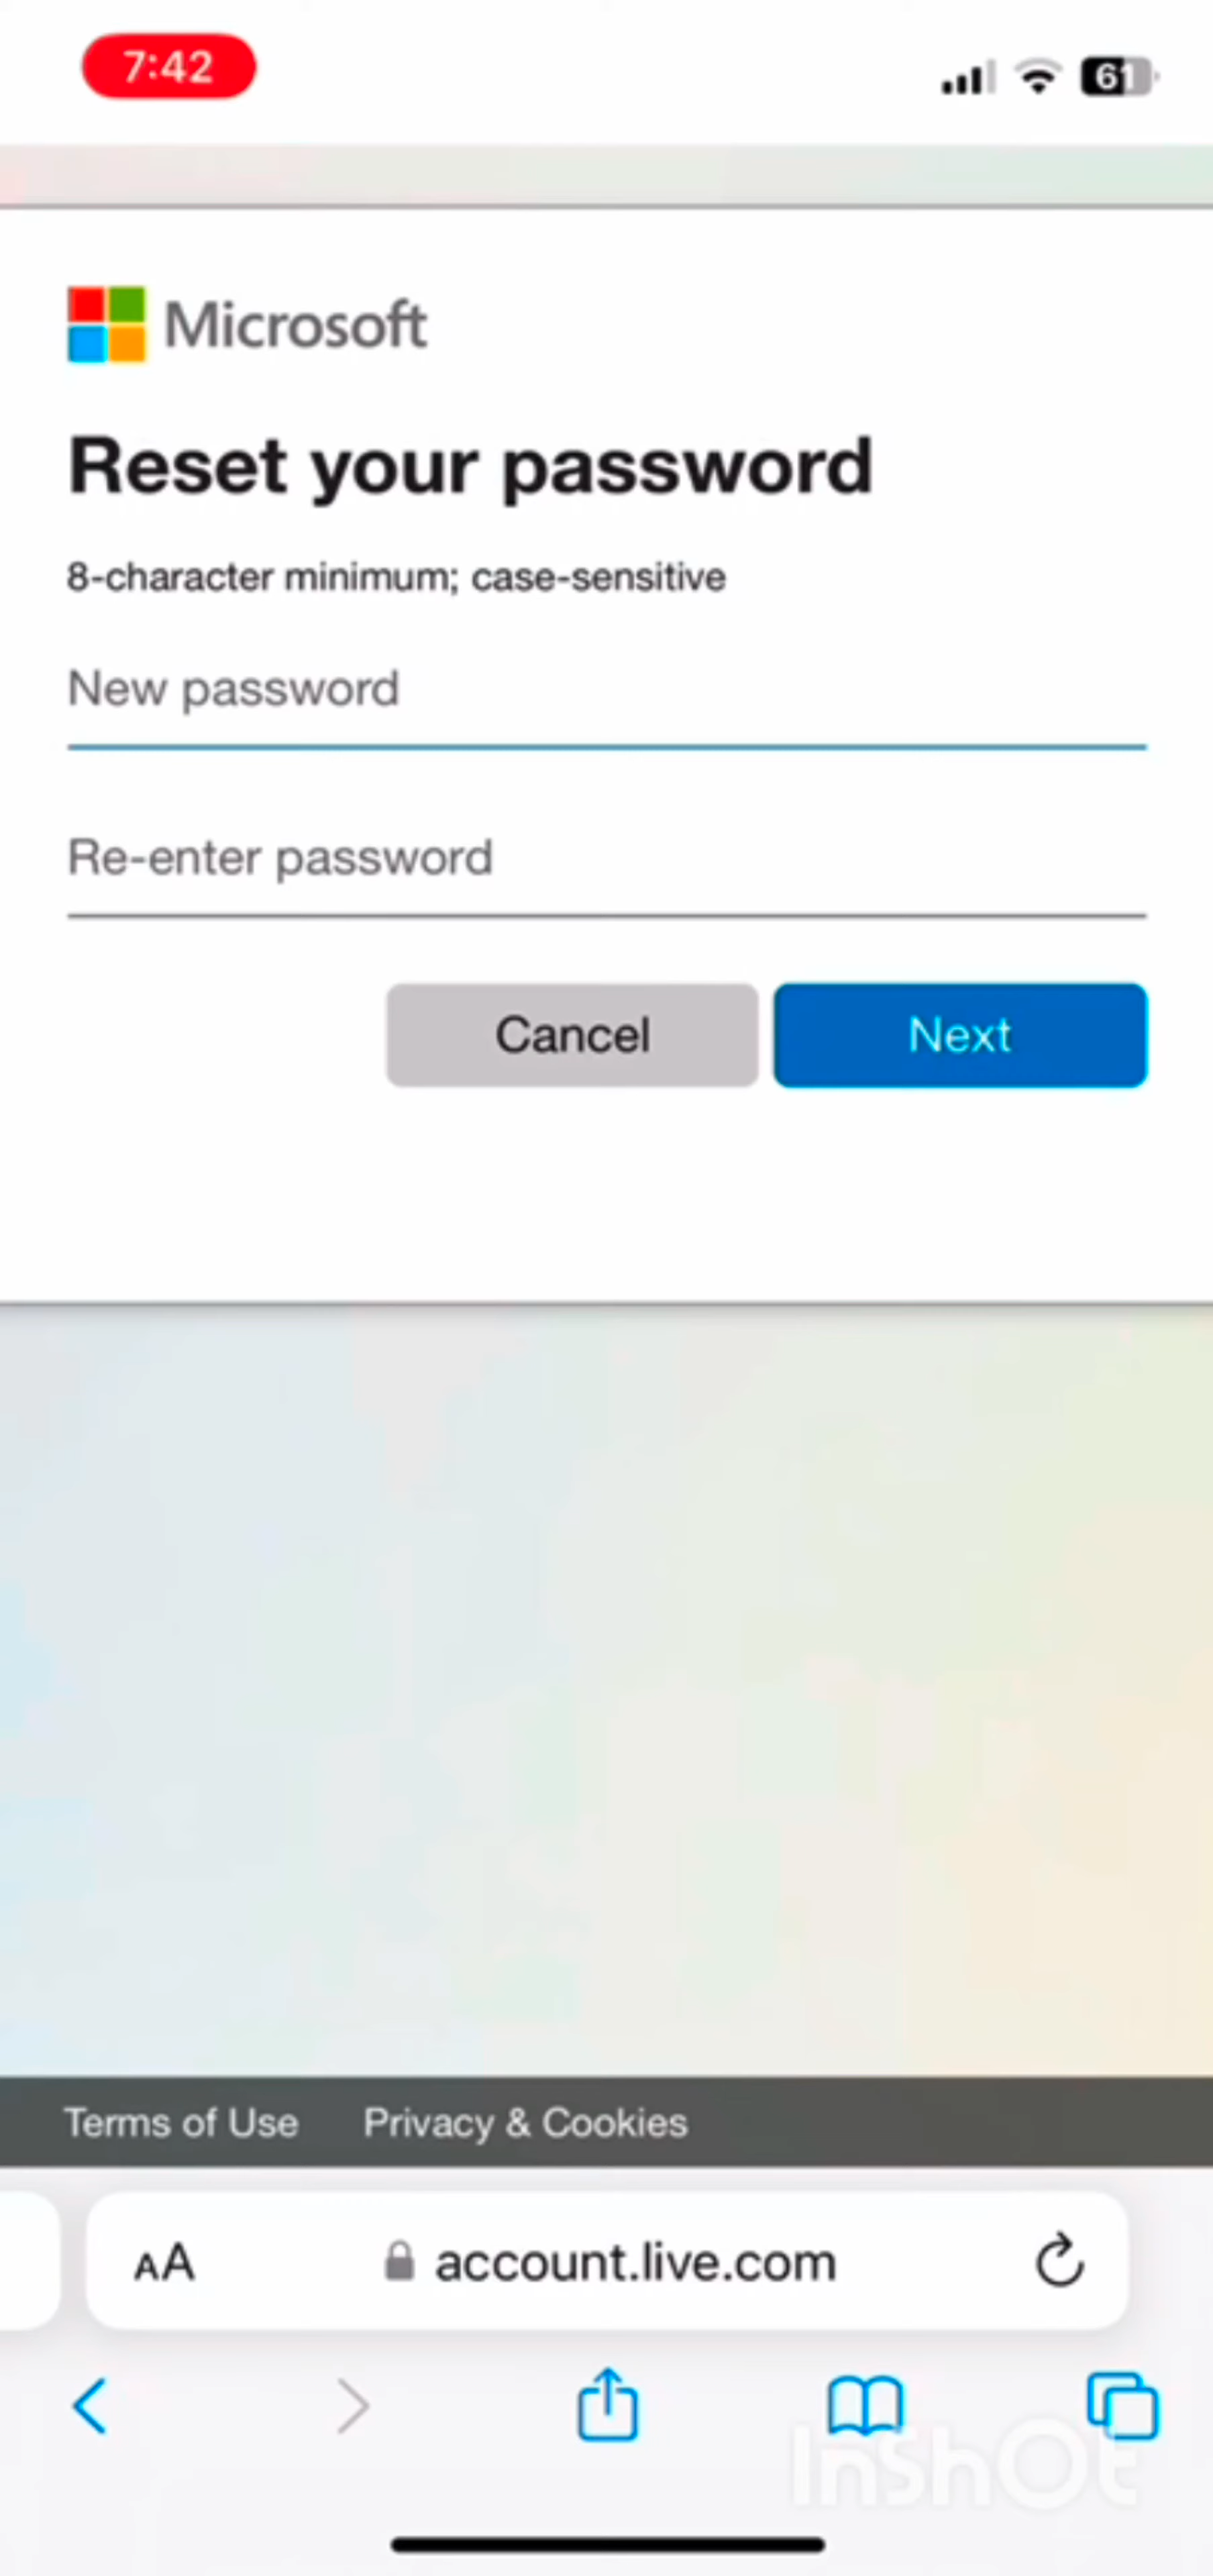 7:42
61
Microsoft
Reset your password
8-character minimum; case-sensitive
New password
Re-enter password
Cancel
Next
Terms of Use
Privacy & Cookies
AA
account.live.com
InShOt